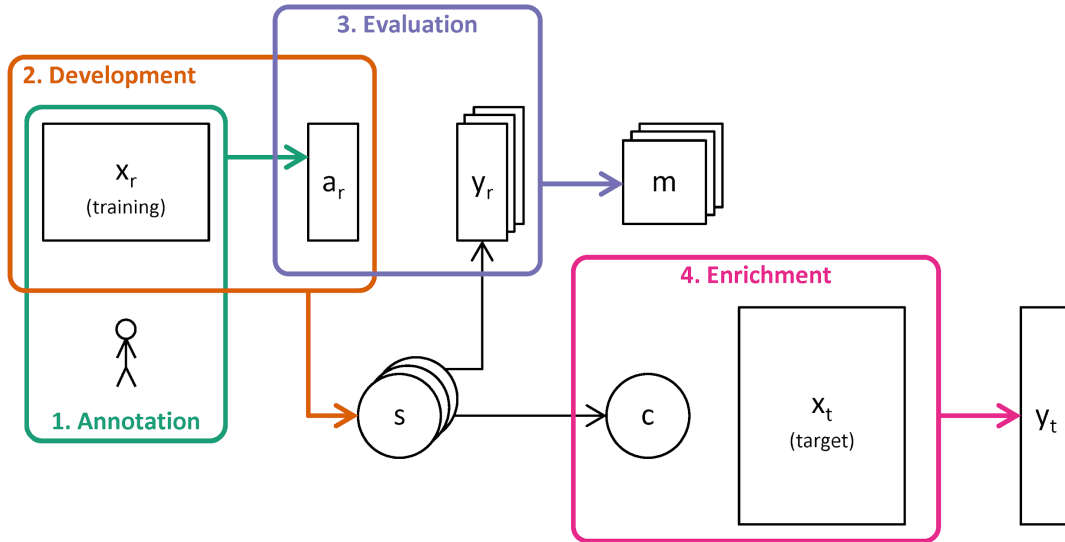 3. Evaluation
2. Development
x_r
(training)
a_r
y_r
m
4. Enrichment
1. Annotation
s
c
x_t
(target)
y_t